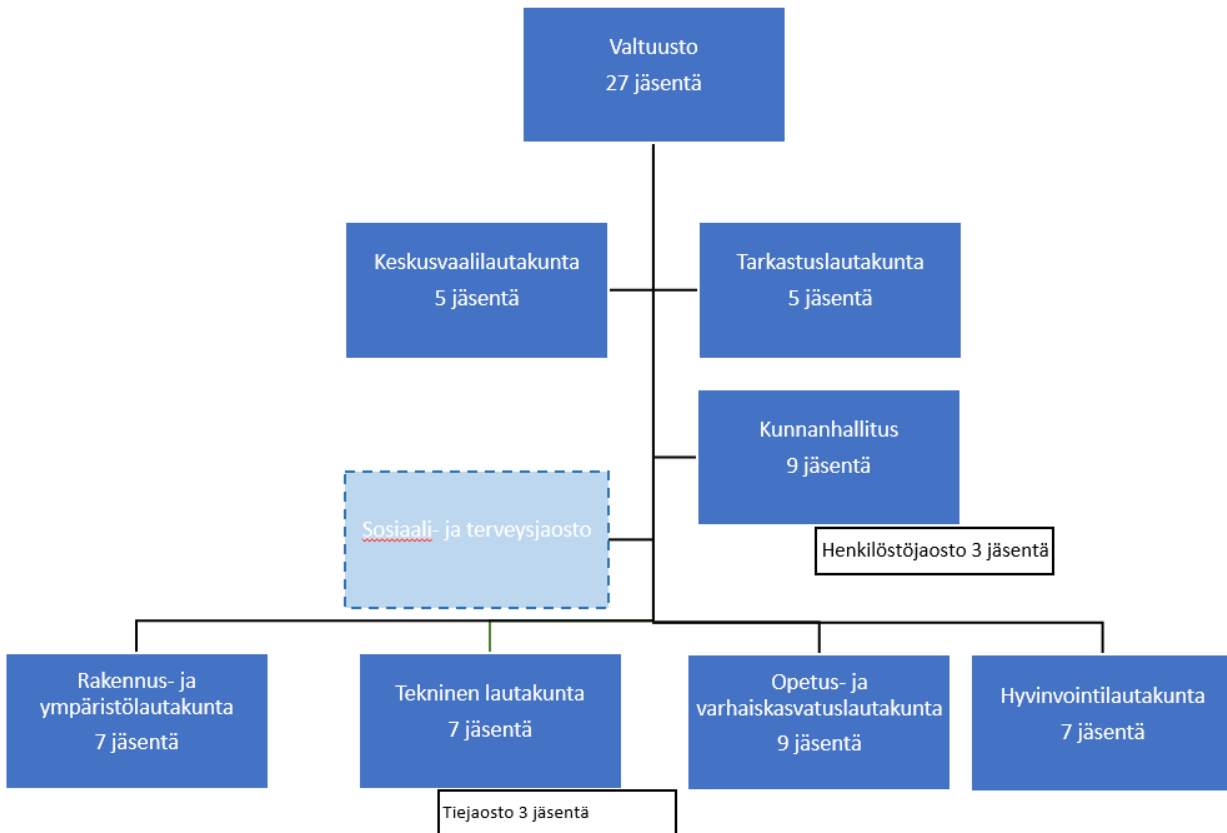 Valtuusto
27 jäsentä
Keskusvaalilautakunta
5 jäsentä
Tarkastuslautakunta
5 jäsentä
Kunnanhallitus
9 jäsentä
Sosiaali- ja terveysjaosto
Henkilöstöjaosto 3 jäsentä
Rakennus- ja
ympäristölautakunta
7 jäsentä
Tekninen lautakunta
7 jäsentä
Opetus- ja
varhaiskasvatuslautakunta
9 jäsentä
Hyvinvointilautakunta
7 jäsentä
Tiejaosto 3 jäsentä